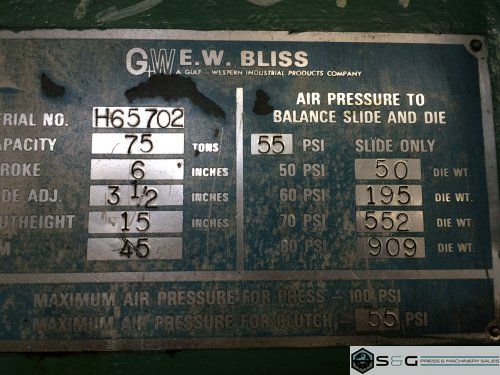 G+W E.W. BLISS
A GULF + WESTERN INDUSTRIAL PRODUCTS COMPANY
ERIAL NO. H65702
APACITY 75 TONS
ROKE 6 INCHES
DE ADJ. 3 1/2 INCHES
UTHEIGHT 15 INCHES
M 45
AIR PRESSURE TO
BALANCE SLIDE AND DIE
55 PSI SLIDE ONLY
50 PSI 50 DIE WT.
60 PSI 195 DIE WT.
70 PSI 552 DIE WT.
80 PSI 909 DIE WT.
MAXIMUM AIR PRESSURE FOR PRESS – 100 PSI
MAXIMUM AIR PRESSURE FOR CLUTCH – 55 PSI
S&G PRESS & MACHINERY SALES